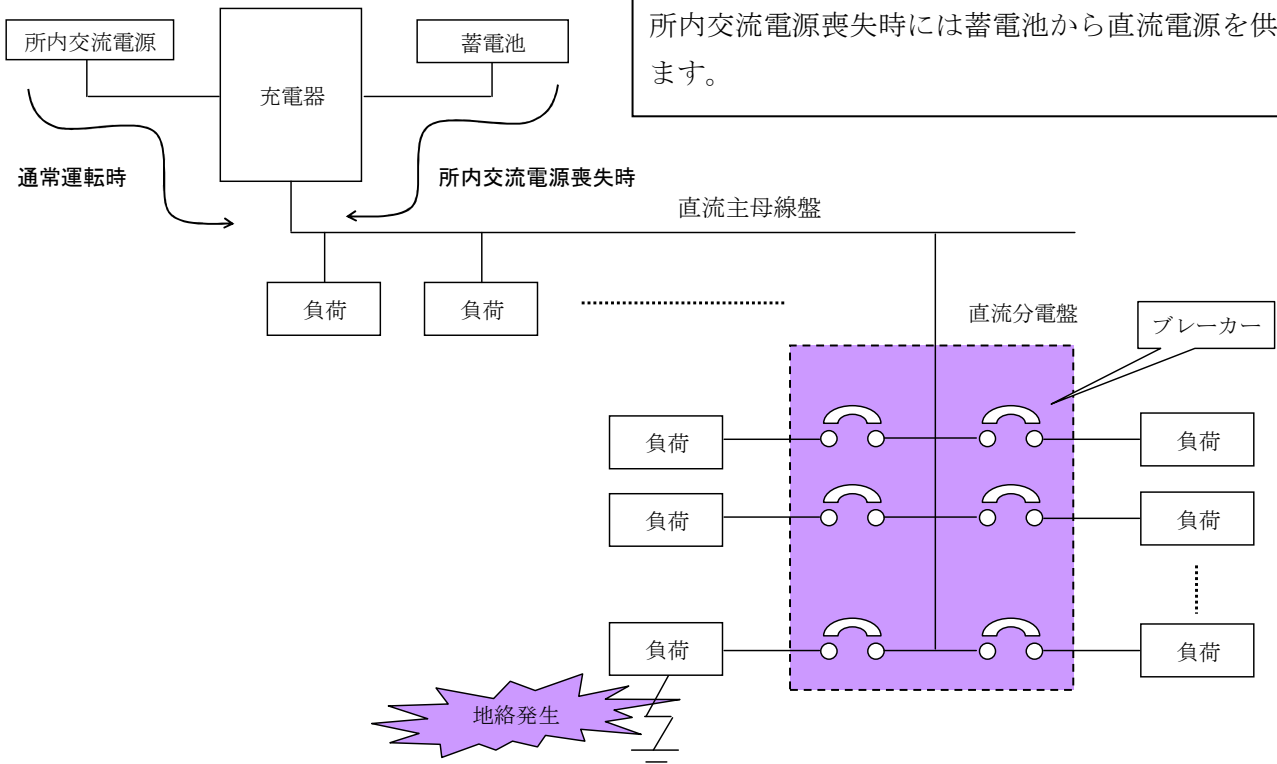 所内交流電源喪失時には蓄電池から直流電源を供
ます。
所内交流電源
充電器
蓄電池
通常運転時
所内交流電源喪失時
直流主母線盤
負荷
負荷
直流分電盤
ブレーカー
負荷
負荷
負荷
負荷
負荷
負荷
地絡発生